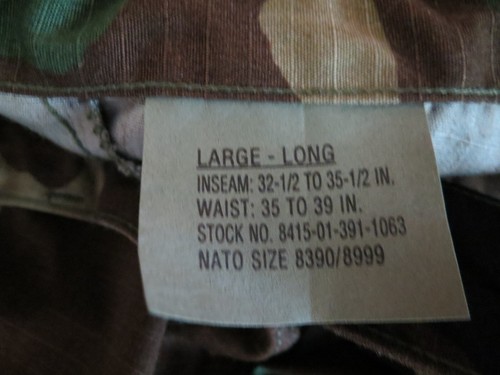 LARGE - LONG
INSEAM: 32-1/2 TO 35-1/2 IN.
WAIST: 35 TO 39 IN.
STOCK NO. 8415-01-391-1063
NATO SIZE 8390/8999